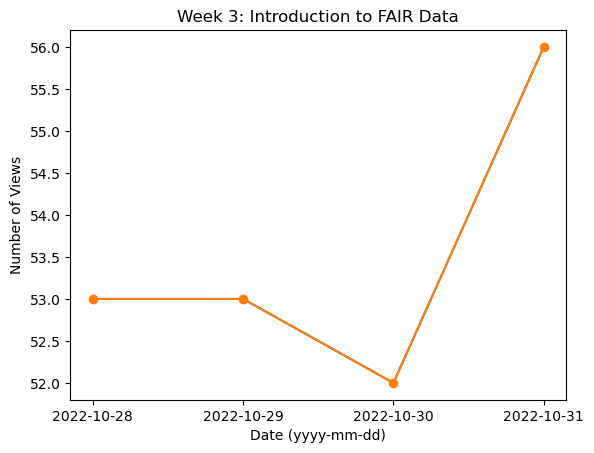 Week 3: Introduction to FAIR Data
Number of Views
56.0
55.5
55.0
54.5
54.0
53.5
53.0
52.5
52.0
2022-10-28 2022-10-29 2022-10-30 2022-10-31
Date (yyyy-mm-dd)